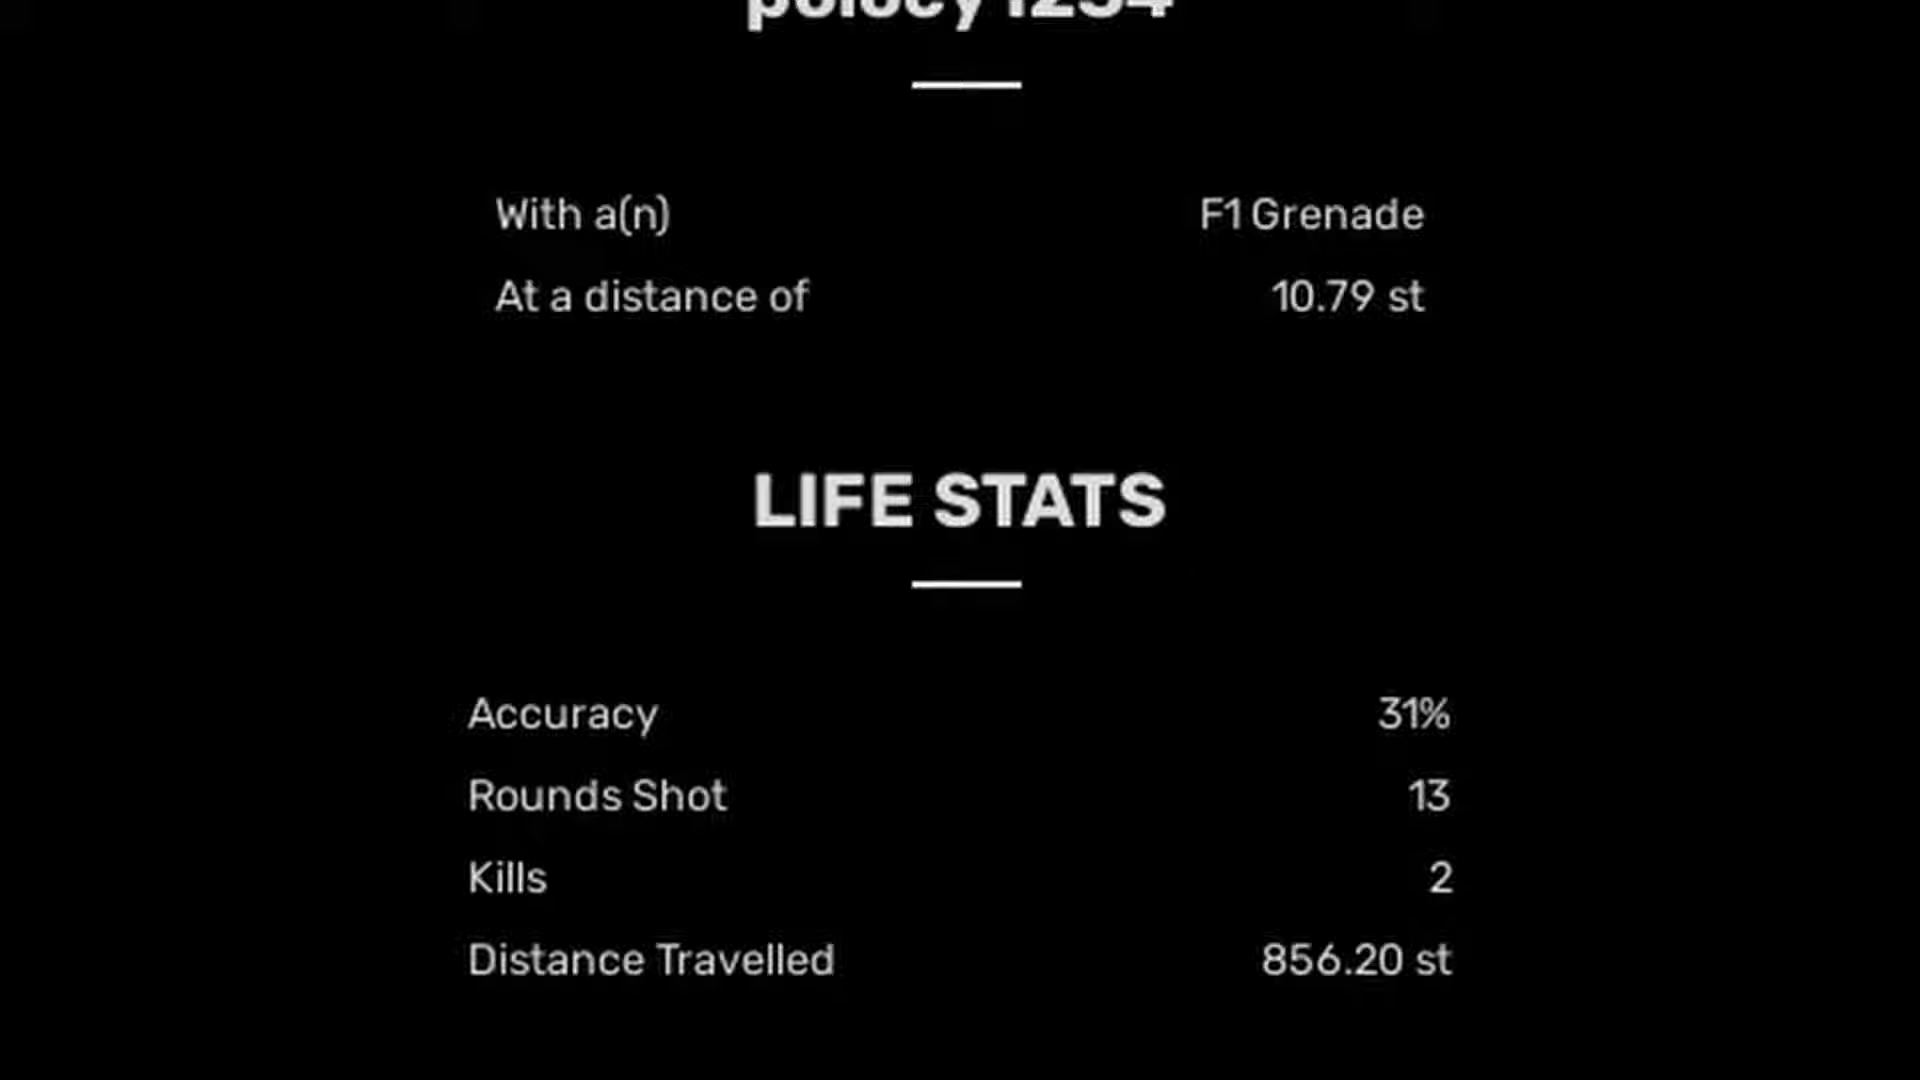 With a(n) F1 Grenade
At a distance of 10.79 st
LIFE STATS
Accuracy 31%
Rounds Shot 13
Kills 2
Distance Travelled 856.20 st